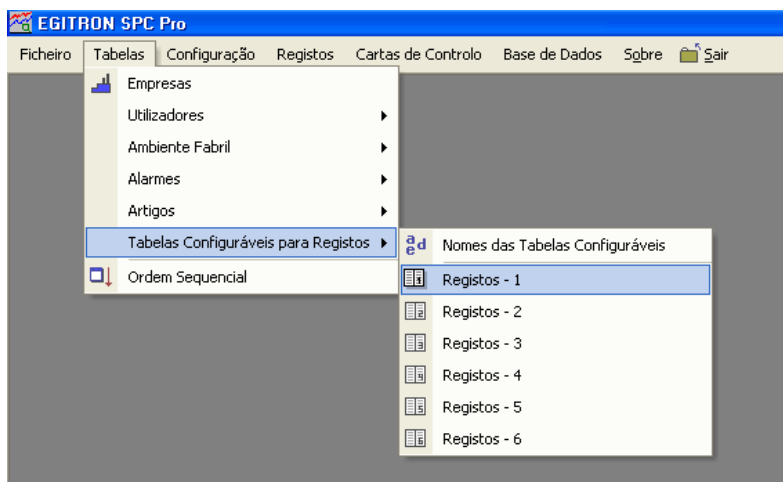 EGITRON SPC Pro
Ficheiro Tabelas Configuração Registos Cartas de Controlo Base de Dados Sobre Sair
Empresas
Utilizadores
Ambiente Fabril
Alarmes
Artigos
Tabelas Configuráveis para Registos
Ordem Sequencial
Nomes das Tabelas Configuráveis
Registos - 1
Registos - 2
Registos - 3
Registos - 4
Registos - 5
Registos - 6